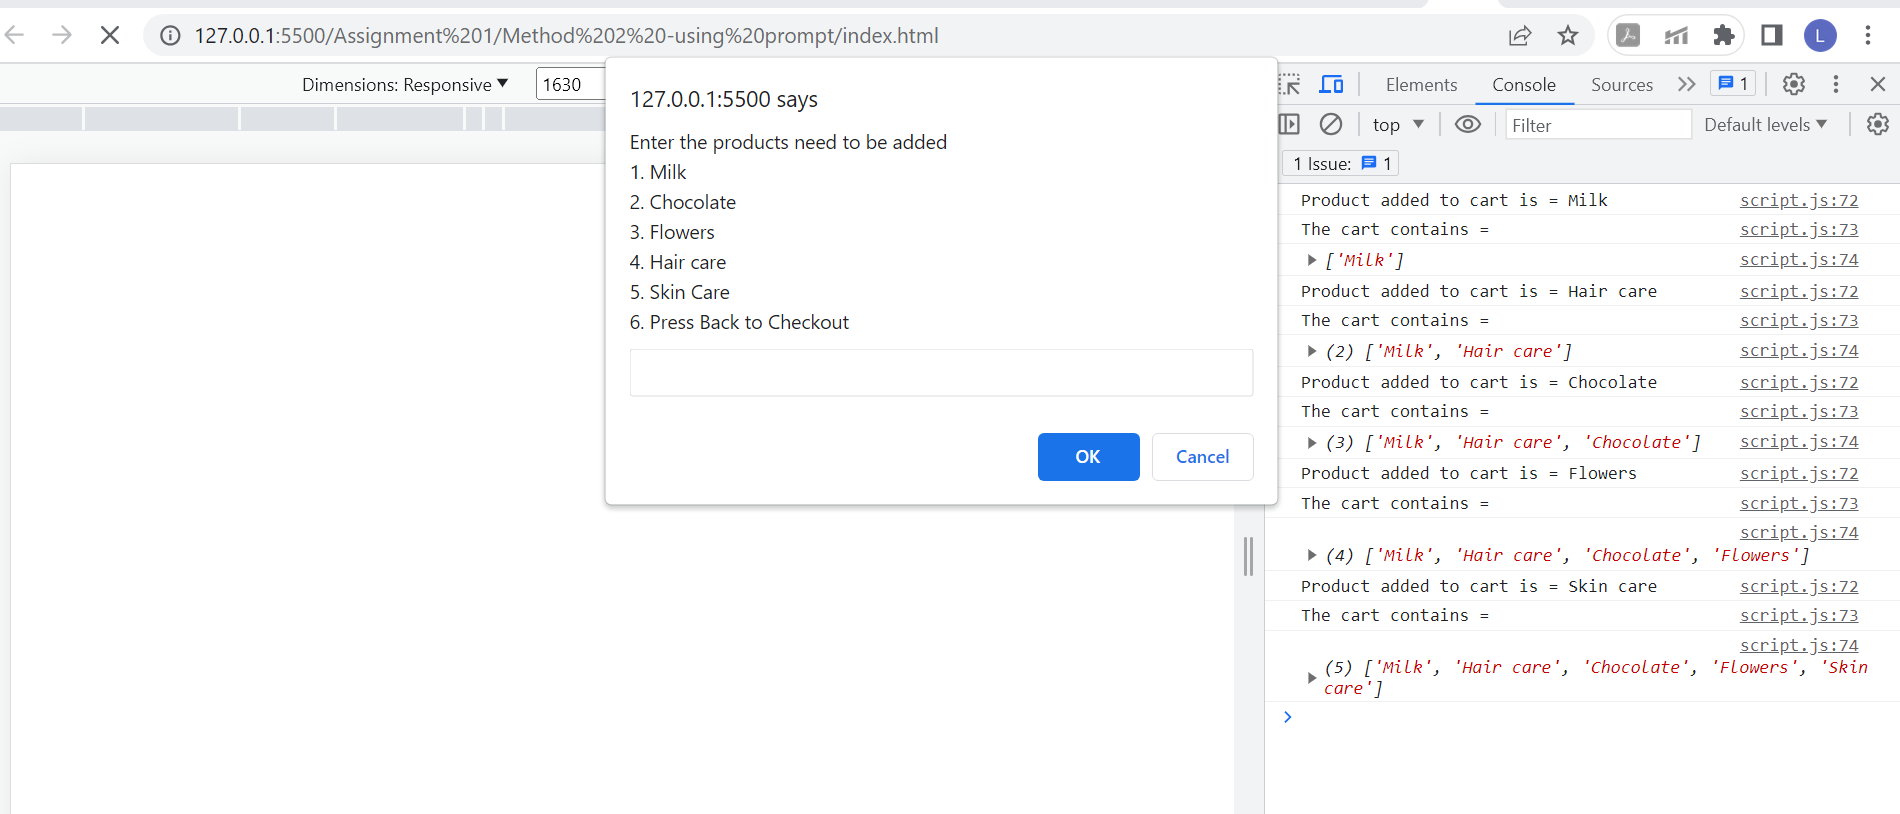 127.0.0.1:5500/Assignment%201/Method%202%20-using%20prompt/index.html
L
Dimensions: Responsive
1630
127.0.0.1:5500 says
Enter the products need to be added
1. Milk
2. Chocolate
3. Flowers
4. Hair care
5. Skin Care
6. Press Back to Checkout
OK
Cancel
Elements Console Sources 1
top Filter Default levels
1 Issue: 1
Product added to cart is = Milk script.js:72
The cart contains = script.js:73
['Milk'] script.js:74
Product added to cart is = Hair care script.js:72
The cart contains = script.js:73
(2) ['Milk', 'Hair care'] script.js:74
Product added to cart is = Chocolate script.js:72
The cart contains = script.js:73
(3) ['Milk', 'Hair care', 'Chocolate'] script.js:74
Product added to cart is = Flowers script.js:72
The cart contains = script.js:73
script.js:74
(4) ['Milk', 'Hair care', 'Chocolate', 'Flowers']
Product added to cart is = Skin care script.js:72
The cart contains = script.js:73
script.js:74
(5) ['Milk', 'Hair care', 'Chocolate', 'Flowers', 'Skin
care']